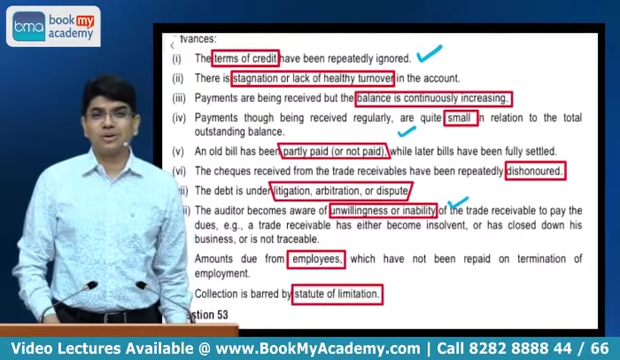 bma
book my
academy
dvances:
(i) The terms of credit have been repeatedly ignored.
(ii) There is stagnation or lack of healthy turnover in the account.
(iii) Payments are being received but the balance is continuously increasing.
(iv) Payments though being received regularly, are quite small in relation to the total
outstanding balance.
(v) An old bill has been partly paid (or not paid), while later bills have been fully settled.
(vi) The cheques received from the trade receivables have been repeatedly dishonoured.
ii) The debt is under litigation, arbitration, or dispute.
ii) The auditor becomes aware of unwillingness or inability of the trade receivable to pay the
dues, e.g., a trade receivable has either become insolvent, or has closed down his
business, or is not traceable.
Amounts due from employees, which have not been repaid on termination of
employment.
Collection is barred by statute of limitation.
stion 53
Video Lectures Available @ www.BookMyAcademy.com | Call 8282 8888 44 / 66